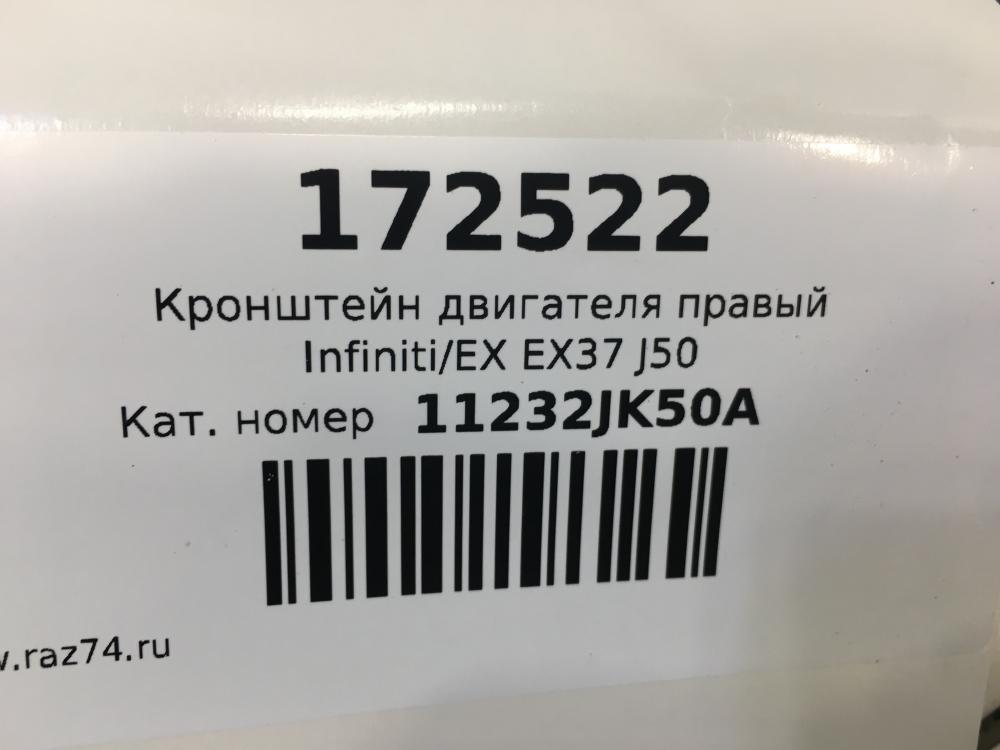 172522
Кронштейн двигателя правый
Infiniti/EX EX37 J50
Кат. номер 11232JK50A
.raz74.ru